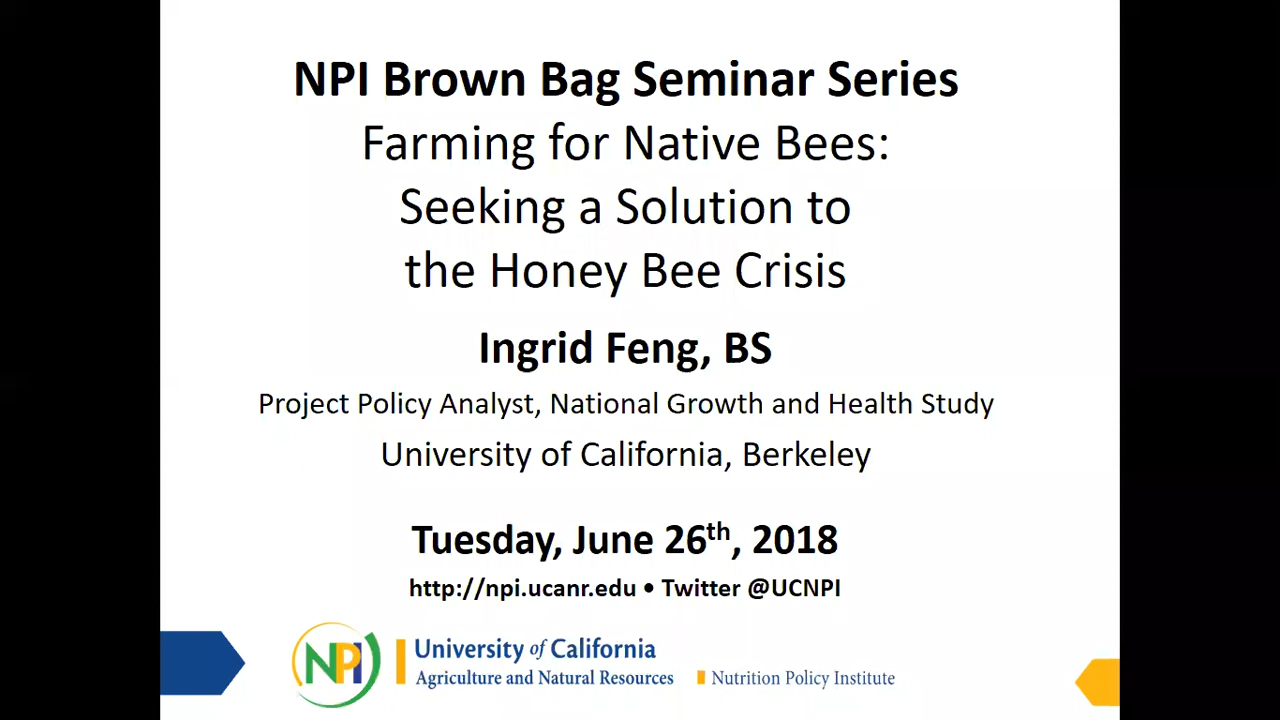 NPI Brown Bag Seminar Series
Farming for Native Bees:
Seeking a Solution to
the Honey Bee Crisis
Ingrid Feng, BS
Project Policy Analyst, National Growth and Health Study
University of California, Berkeley
Tuesday, June 26th, 2018
http://npi.ucanr.edu • Twitter @UCNPI
NPI
University of California
Agriculture and Natural Resources
Nutrition Policy Institute